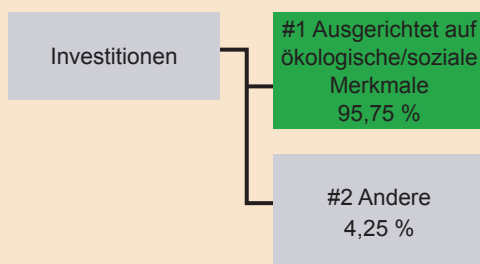 Investitionen
#1 Ausgerichtet auf
ökologische/soziale
Merkmale
95,75 %
#2 Andere
4,25 %